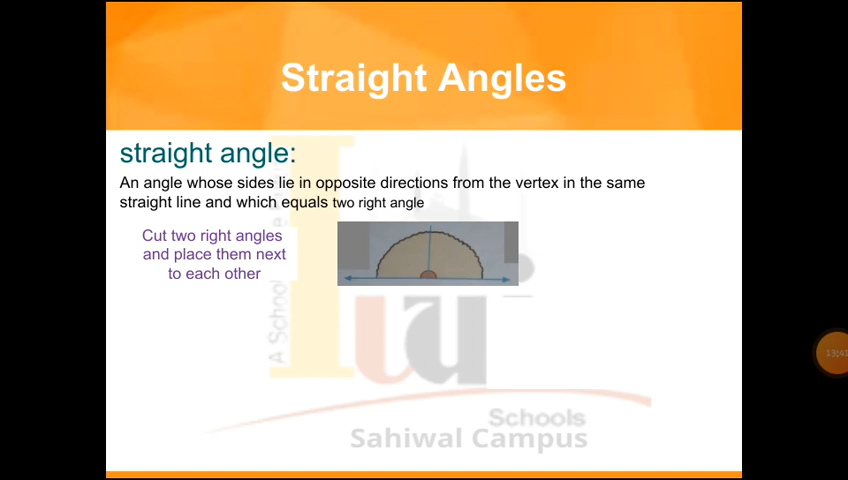 Straight Angles
straight angle:
An angle whose sides lie in opposite directions from the vertex in the same
straight line and which equals two right angle
Cut two right angles
and place them next
to each other
A School
Iua
Schools
Sahiwal Campus